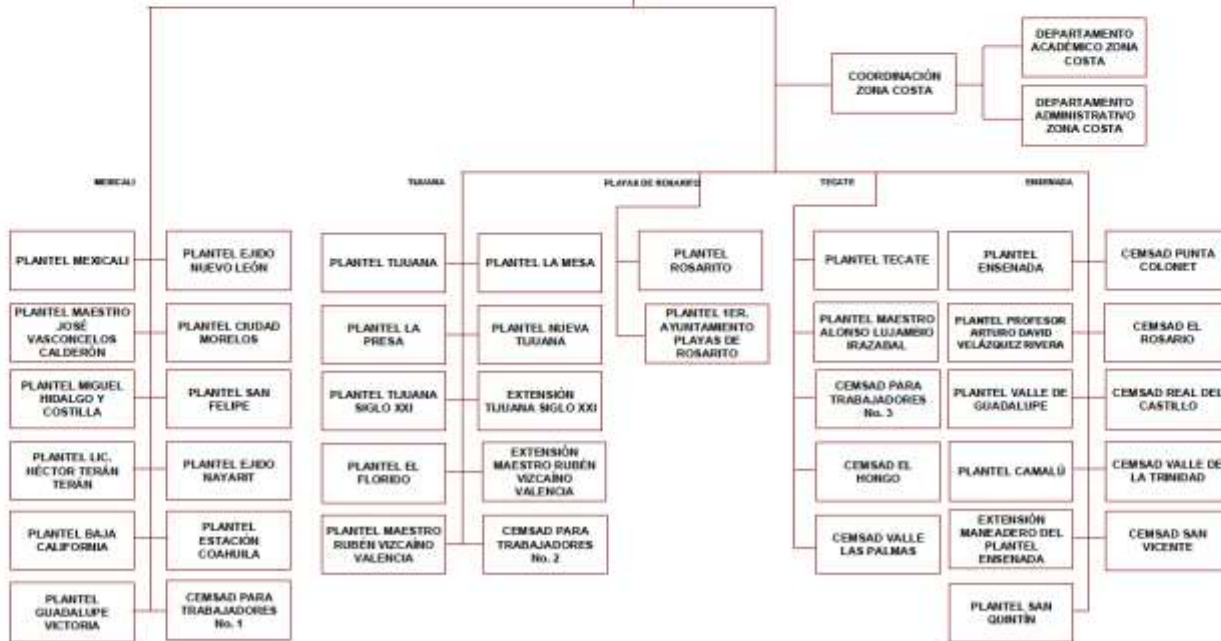 DEPARTAMENTO
ACADÉMICO ZONA
COSTA
COORDINACIÓN
ZONA COSTA
DEPARTAMENTO
ADMINISTRATIVO
ZONA COSTA
MEXICALI
TIJUANA
PLAYAS DE ROSARITO
TECATE
ENSENADA
PLANTEL MEXICALI
PLANTEL EJIDO
NUEVO LEÓN
PLANTEL MAESTRO
JOSÉ
VASCONCELOS
CALDERÓN
PLANTEL CIUDAD
MORELOS
PLANTEL MIGUEL
HIDALGO Y
COSTILLA
PLANTEL SAN
FELIPE
PLANTEL LIC.
HÉCTOR TERÁN
TERÁN
PLANTEL EJIDO
NAYARIT
PLANTEL BAJA
CALIFORNIA
PLANTEL
ESTACIÓN
COAHUILA
PLANTEL
GUADALUPE
VICTORIA
CEMSAD PARA
TRABAJADORES
No. 1
PLANTEL TIJUANA
PLANTEL LA MESA
PLANTEL LA
PRESA
PLANTEL NUEVA
TIJUANA
PLANTEL TIJUANA
SIGLO XXI
EXTENSIÓN
TIJUANA SIGLO XXI
PLANTEL EL
FLORIDO
EXTENSIÓN
MAESTRO RUBÉN
VIZCAÍNO
VALENCIA
PLANTEL MAESTRO
RUBÉN VIZCAÍNO
VALENCIA
CEMSAD PARA
TRABAJADORES
No. 2
PLANTEL
ROSARITO
PLANTEL 1ER.
AYUNTAMIENTO
PLAYAS DE
ROSARITO
PLANTEL TECATE
PLANTEL MAESTRO
ALONSO LUJAMBIO
IRAZABAL
CEMSAD PARA
TRABAJADORES
No. 3
CEMSAD EL
HONGO
CEMSAD VALLE
LAS PALMAS
PLANTEL
ENSENADA
CEMSAD PUNTA
COLONET
PLANTEL PROFESOR
ARTURO DAVID
VELÁZQUEZ RIVERA
CEMSAD EL
ROSARIO
PLANTEL VALLE DE
GUADALUPE
CEMSAD REAL DEL
CASTILLO
PLANTEL CAMALÚ
CEMSAD VALLE DE
LA TRINIDAD
EXTENSIÓN
MANEADERO DEL
PLANTEL
ENSENADA
CEMSAD SAN
VICENTE
PLANTEL SAN
QUINTÍN